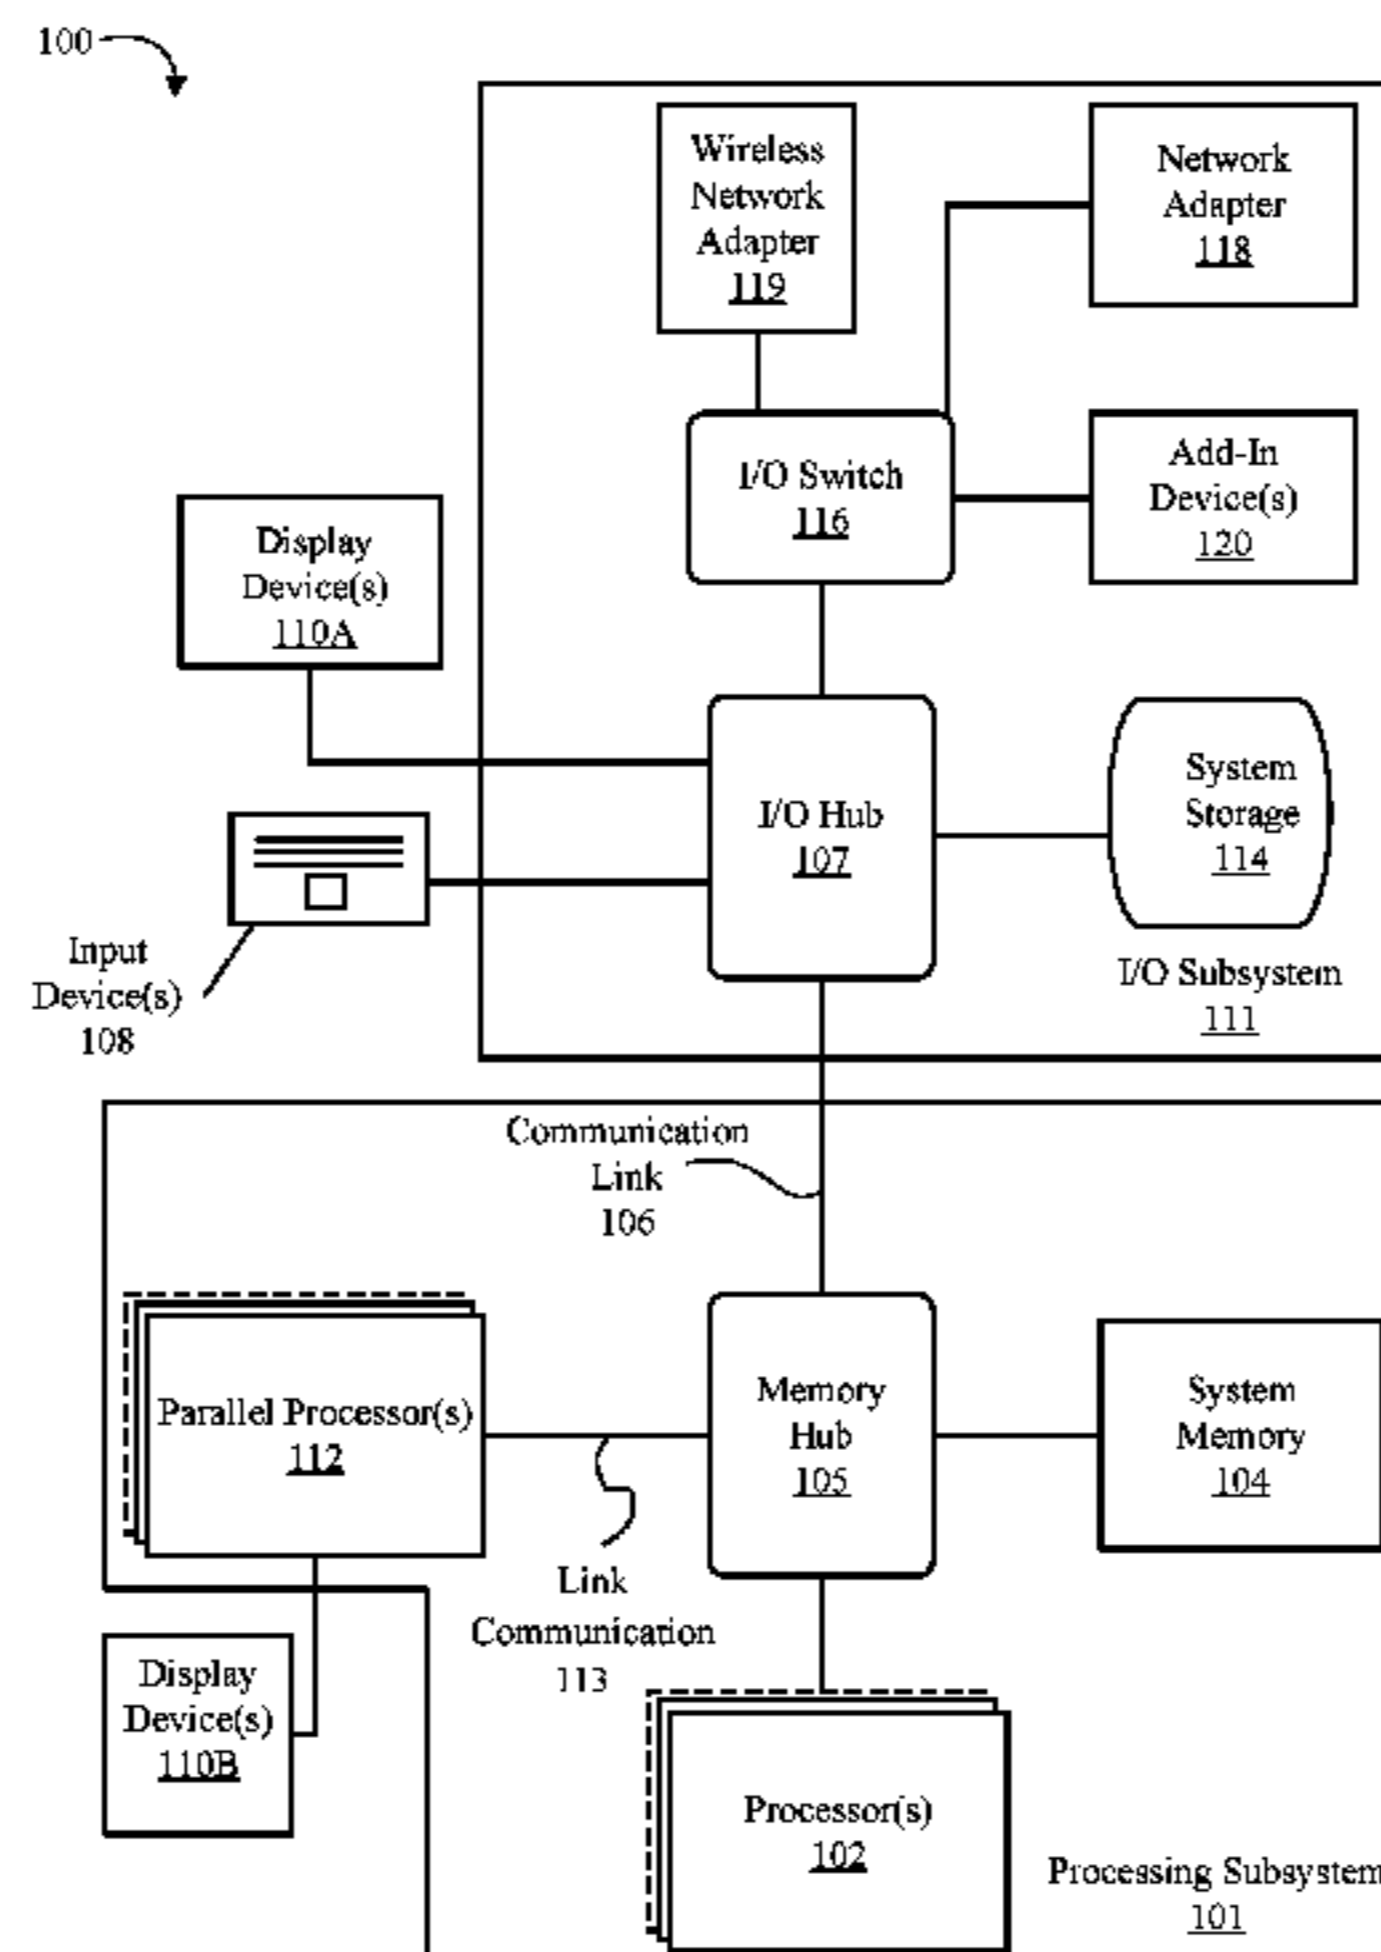 100
Wireless
Network
Adapter
119
Network
Adapter
118
I/O Switch
116
Add-In
Device(s)
120
Display
Device(s)
110A
I/O Hub
107
System
Storage
114
Input
Device(s)
108
I/O Subsystem
111
Communication
Link
106
Parallel Processor(s)
112
Memory
Hub
105
System
Memory
104
Link
Communication
113
Display
Device(s)
110B
Processor(s)
102
Processing Subsystem
101